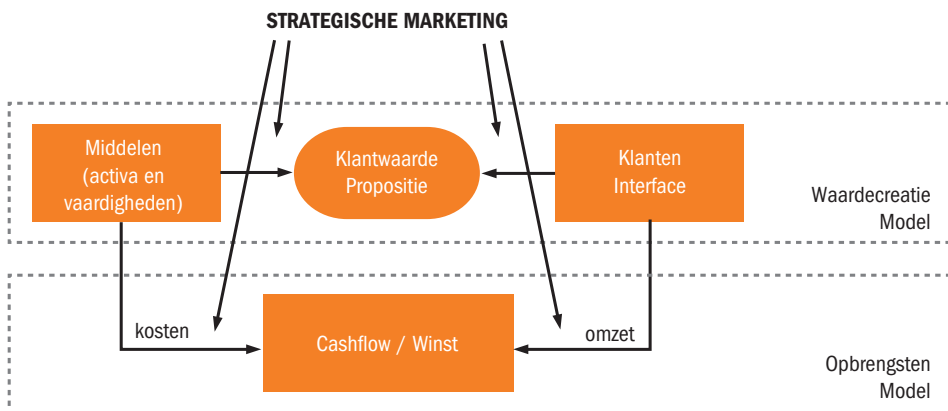 STRATEGISCHE MARKETING
Middelen
(activa en
vaardigheden)
Klantwaarde
Propositie
Klanten
Interface
Waardecreatie
Model
kosten
Cashflow / Winst
omzet
Opbrengsten
Model